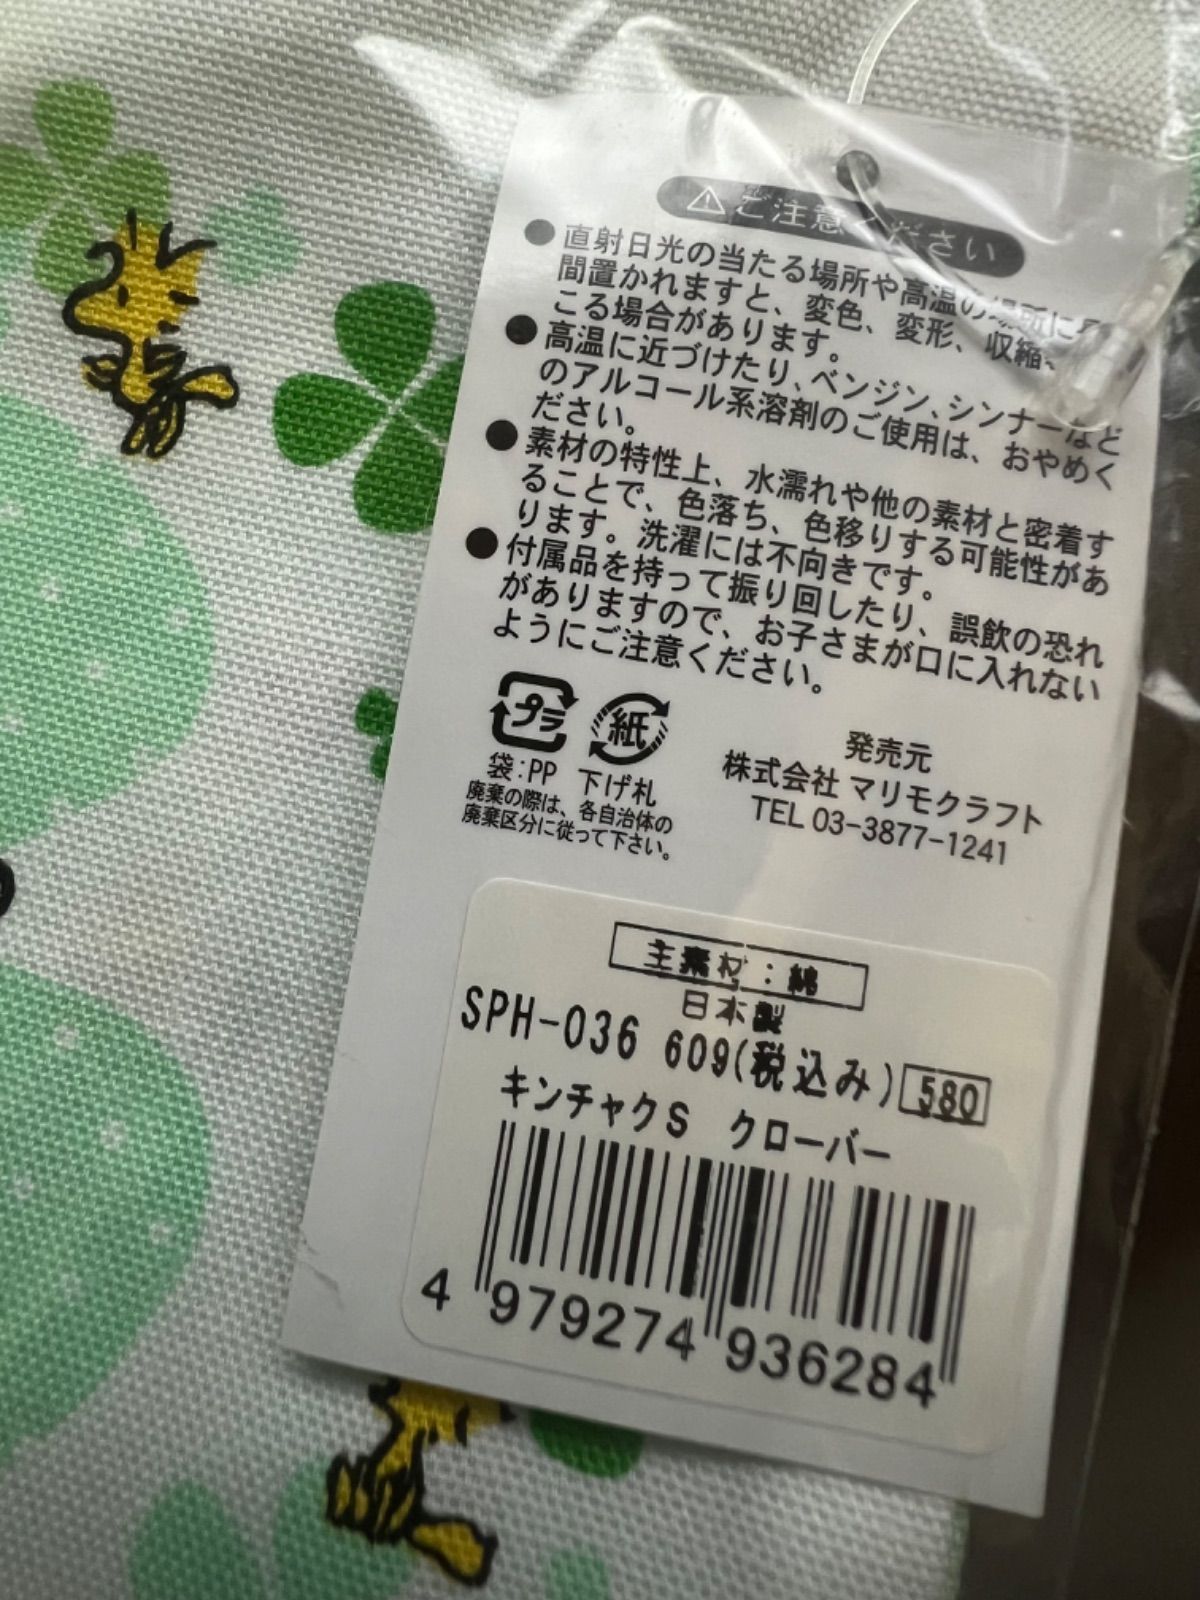 ⚠ご注意ください
●直射日光の当たる場所や高温の場所に
間置かれますと、変色、変形、収縮
こる場合があります。
●高温に近づけたり、ベンジン、シンナーなど
のアルコール系溶剤のご使用は、おやめく
ださい。
●素材の特性上、水濡れや他の素材と密着す
ることで、色落ち、色移りする可能性があ
ります。洗濯には不向きです。
●付属品を持って振り回したり、誤飲の恐れ
がありますので、お子さまが口に入れない
ようにご注意ください。
プラ 紙
袋:PP 下げ札
廃棄の際は、各自治体の
廃棄区分に従って下さい。
発売元
株式会社 マリモクラフト
TEL 03-3877-1241
主素材:綿
日本製
SPH-036 609(税込み) 580
キンチャクS クローバー
4 979274 936284